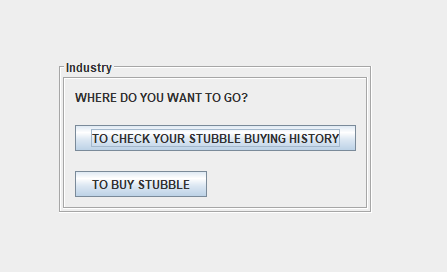 Industry
WHERE DO YOU WANT TO GO?
TO CHECK YOUR STUBBLE BUYING HISTORY
TO BUY STUBBLE